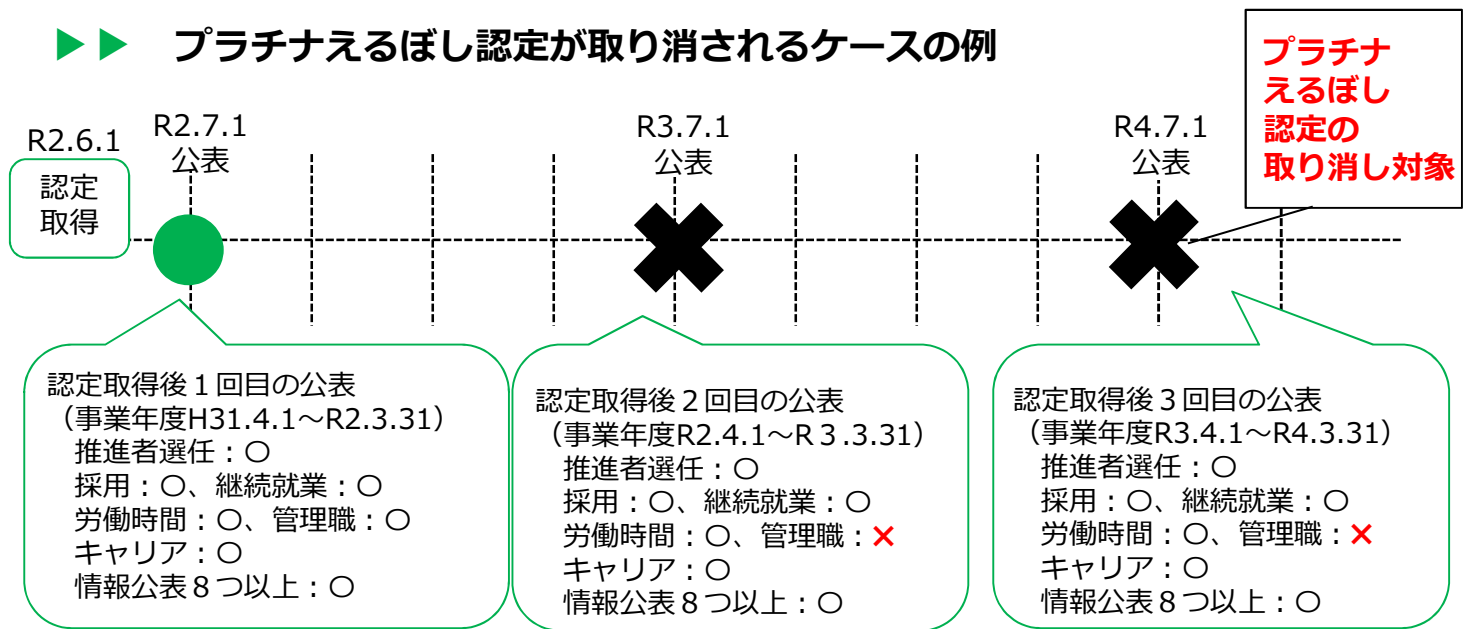 ▶▶ プラチナえるぼし認定が取り消されるケースの例
プラチナ
えるぼし
認定の
取り消し対象
R2.6.1
認定
取得
R2.7.1
公表
R3.7.1
公表
R4.7.1
公表
認定取得後１回目の公表
（事業年度H31.4.1～R2.3.31）
推進者選任：〇
採用：〇、継続就業：〇
労働時間：〇、管理職：〇
キャリア：〇
情報公表８つ以上：〇
認定取得後２回目の公表
（事業年度R2.4.1～R３.3.31）
推進者選任：〇
採用：〇、継続就業：〇
労働時間：〇、管理職：×
キャリア：〇
情報公表８つ以上：〇
認定取得後３回目の公表
（事業年度R3.4.1～R4.3.31）
推進者選任：〇
採用：〇、継続就業：〇
労働時間：〇、管理職：×
キャリア：〇
情報公表８つ以上：〇